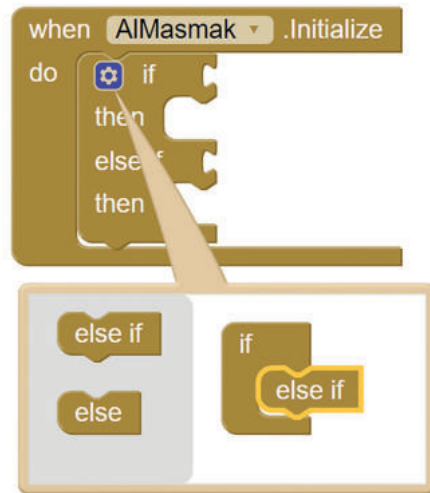 when AlMasmak .Initialize
do if
then
else if
then
else if
if
else if
else